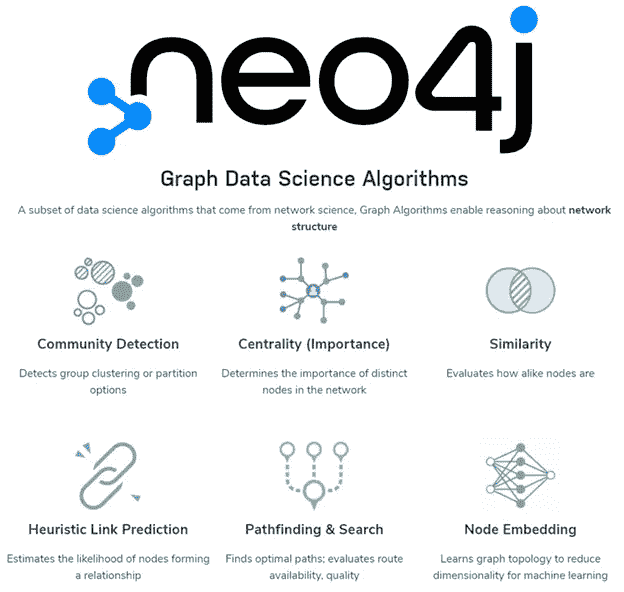 neo4j
Graph Data Science Algorithms
A subset of data science algorithms that come from network science, Graph Algorithms enable reasoning about network
structure
Community Detection
Detects group clustering or partition
options
Centrality (Importance)
Determines the importance of distinct
nodes in the network
Similarity
Evaluates how alike nodes are
Heuristic Link Prediction
Estimates the likelihood of nodes forming
a relationship
Pathfinding & Search
Finds optimal paths; evaluates route
availability, quality
Node Embedding
Learns graph topology to reduce
dimensionality for machine learning